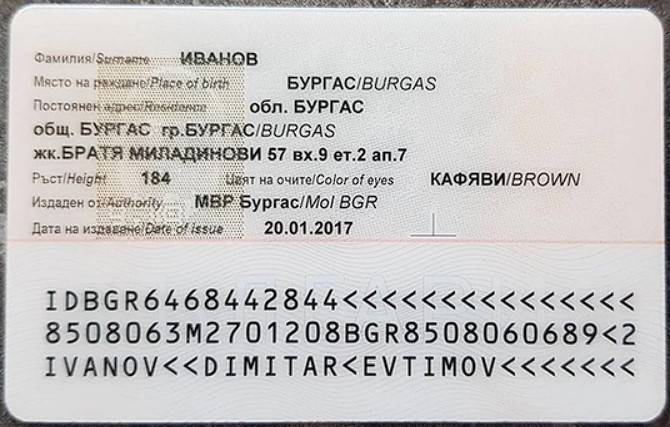 Фамилия/Surname ИВАНОВ
Място на раждане/Place of birth БУРГАС/BURGAS
Постоянен адрес/Residence обл. БУРГАС
общ. БУРГАС гр.БУРГАС/BURGAS
жк.БРАТЯ МИЛАДИНОВИ 57 вх.9 ет.2 ап.7
Ръст/Height 184 Цвят на очите/Color of eyes КАФЯВИ/BROWN
Издаден от/Authority МВР Бургас/MoI BGR
Дата на издаване/Date of issue 20.01.2017
IDBGR6468442844<<<<<<<<<<<<<<<
8508063M2701208BGR8508060689<2
IVANOV<<DIMITAR<EVTIMOV<<<<<<<